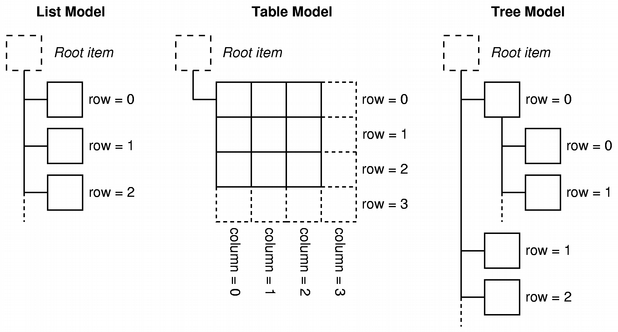 List Model
Root item
row = 0
row = 1
row = 2
Table Model
Root item
row = 0
row = 1
row = 2
row = 3
column = 0
column = 1
column = 2
column = 3
Tree Model
Root item
row = 0
row = 0
row = 1
row = 1
row = 2